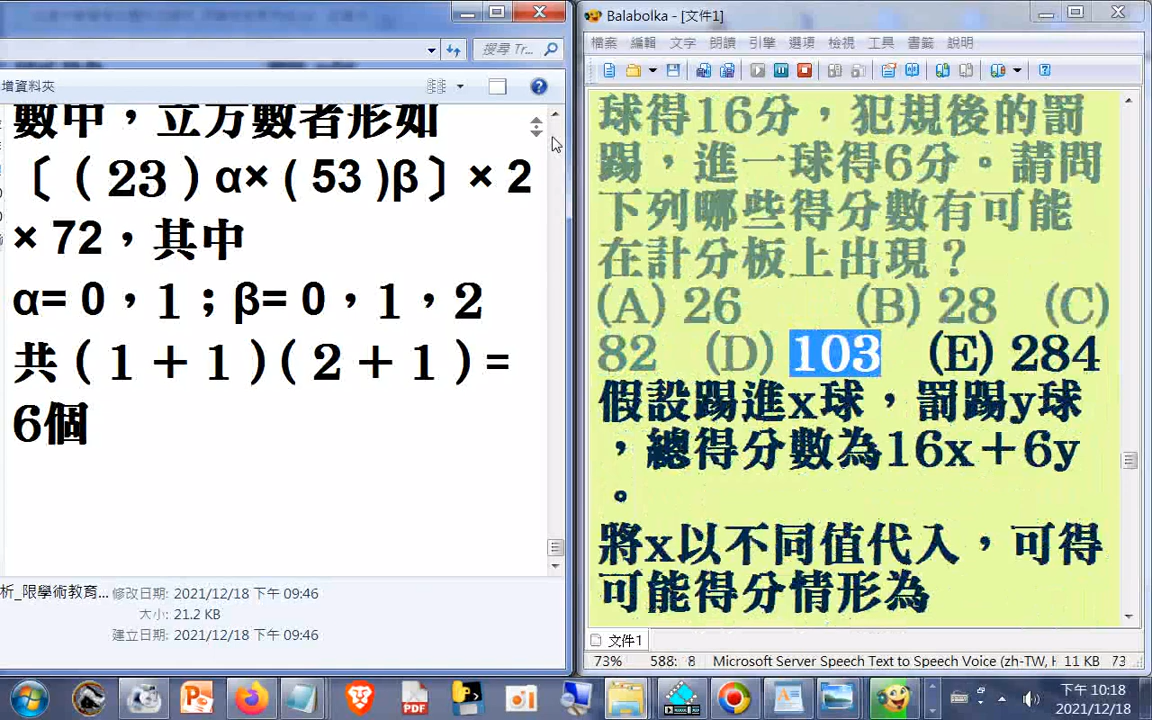 搜尋 Tr...
增資料夾
數中，立方數者形如
〔（23）α×（53）β〕× 2
× 72，其中
α= 0，1；β= 0，1，2
共（1＋1）（2＋1）=
6個
析_限學術教育... 修改日期: 2021/12/18 下午 09:46
大小: 21.2 KB
建立日期: 2021/12/18 下午 09:46
Balabolka - [文件1]
檔案 編輯 文字 朗讀 引擎 選項 檢視 工具 書籤 說明
球得16分，犯規後的罰
踢，進一球得6分。請問
下列哪些得分數有可能
在計分板上出現？
(A) 26 (B) 28 (C)
82 (D) 103 (E) 284
假設踢進x球，罰踢y球
，總得分數為16x＋6y
。
將x以不同值代入，可得
可能得分情形為
文件1
73% 588: 8 Microsoft Server Speech Text to Speech Voice (zh-TW, H 11 KB 73
PDF
下午 10:18
2021/12/18